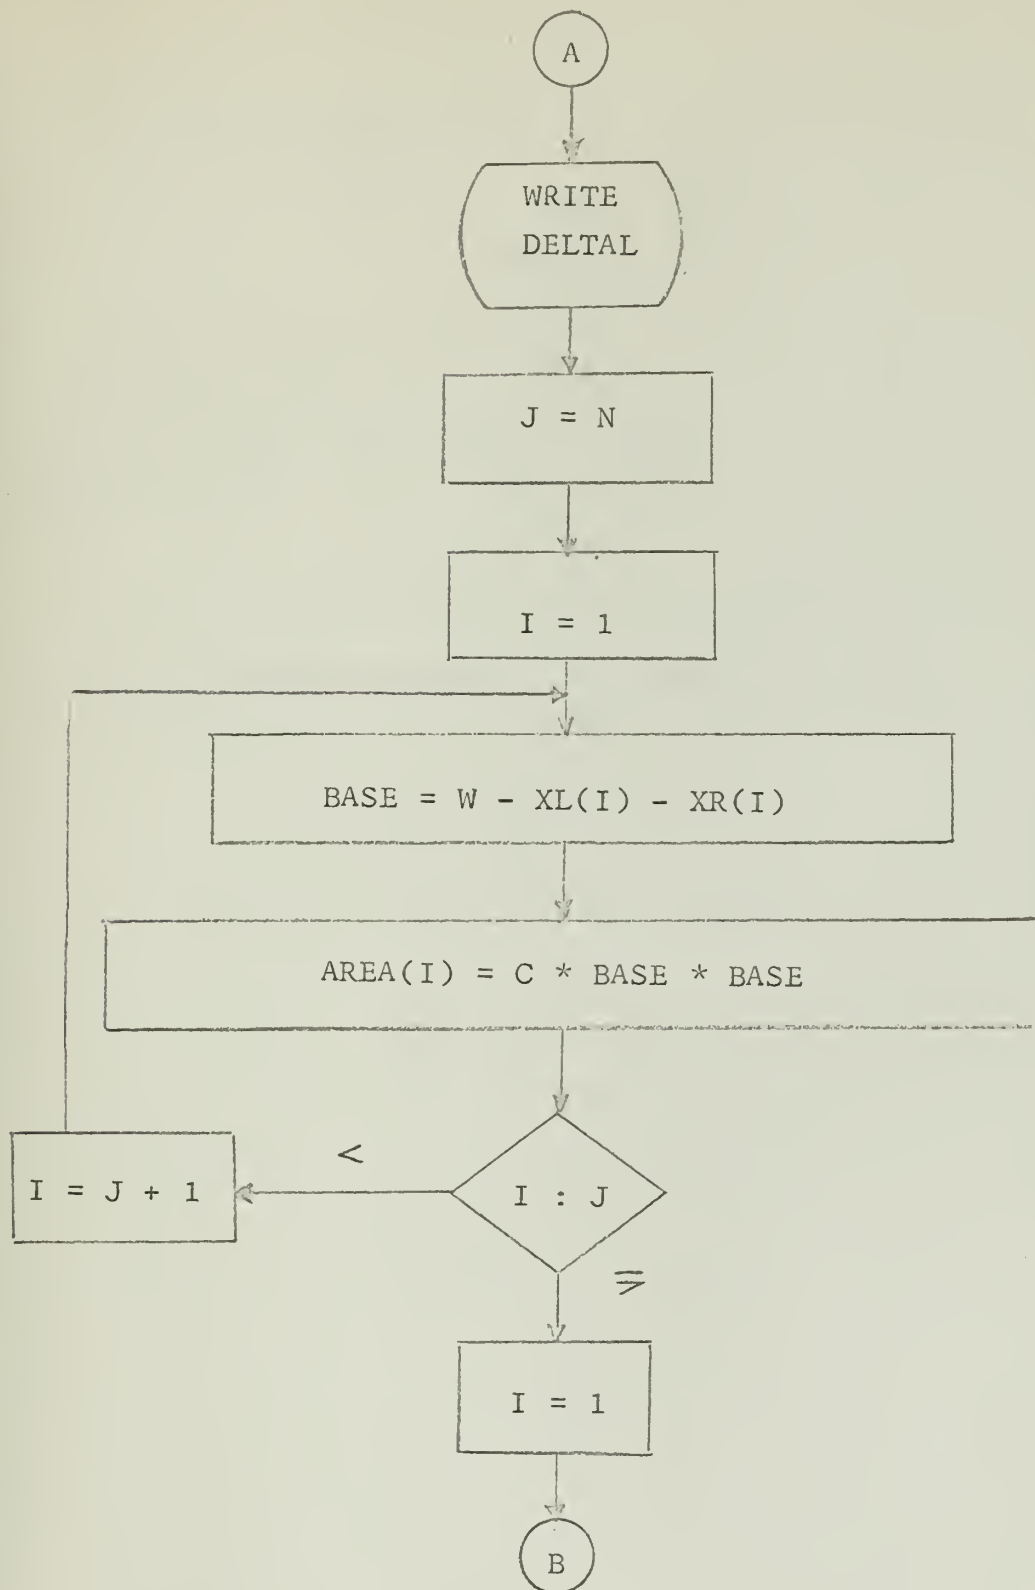 A
WRITE
DELTAL
J = N
I = 1
BASE = W - XL(I) - XR(I)
AREA(I) = C * BASE * BASE
<
I = J + 1
I : J
≥
I = 1
B